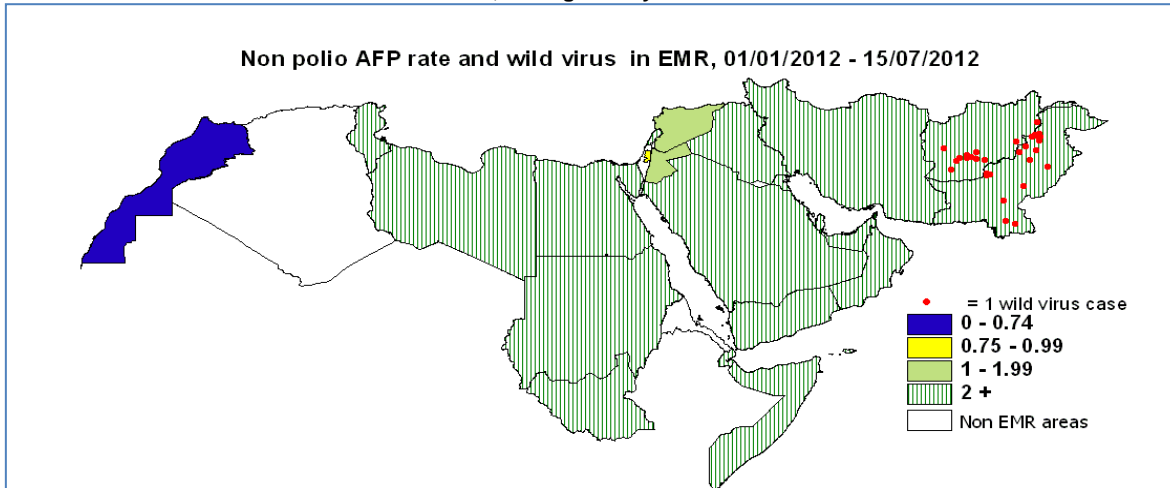 Non polio AFP rate and wild virus in EMR, 01/01/2012 - 15/07/2012
= 1 wild virus case
0 - 0.74
0.75 - 0.99
1 - 1.99
2 +
Non EMR areas